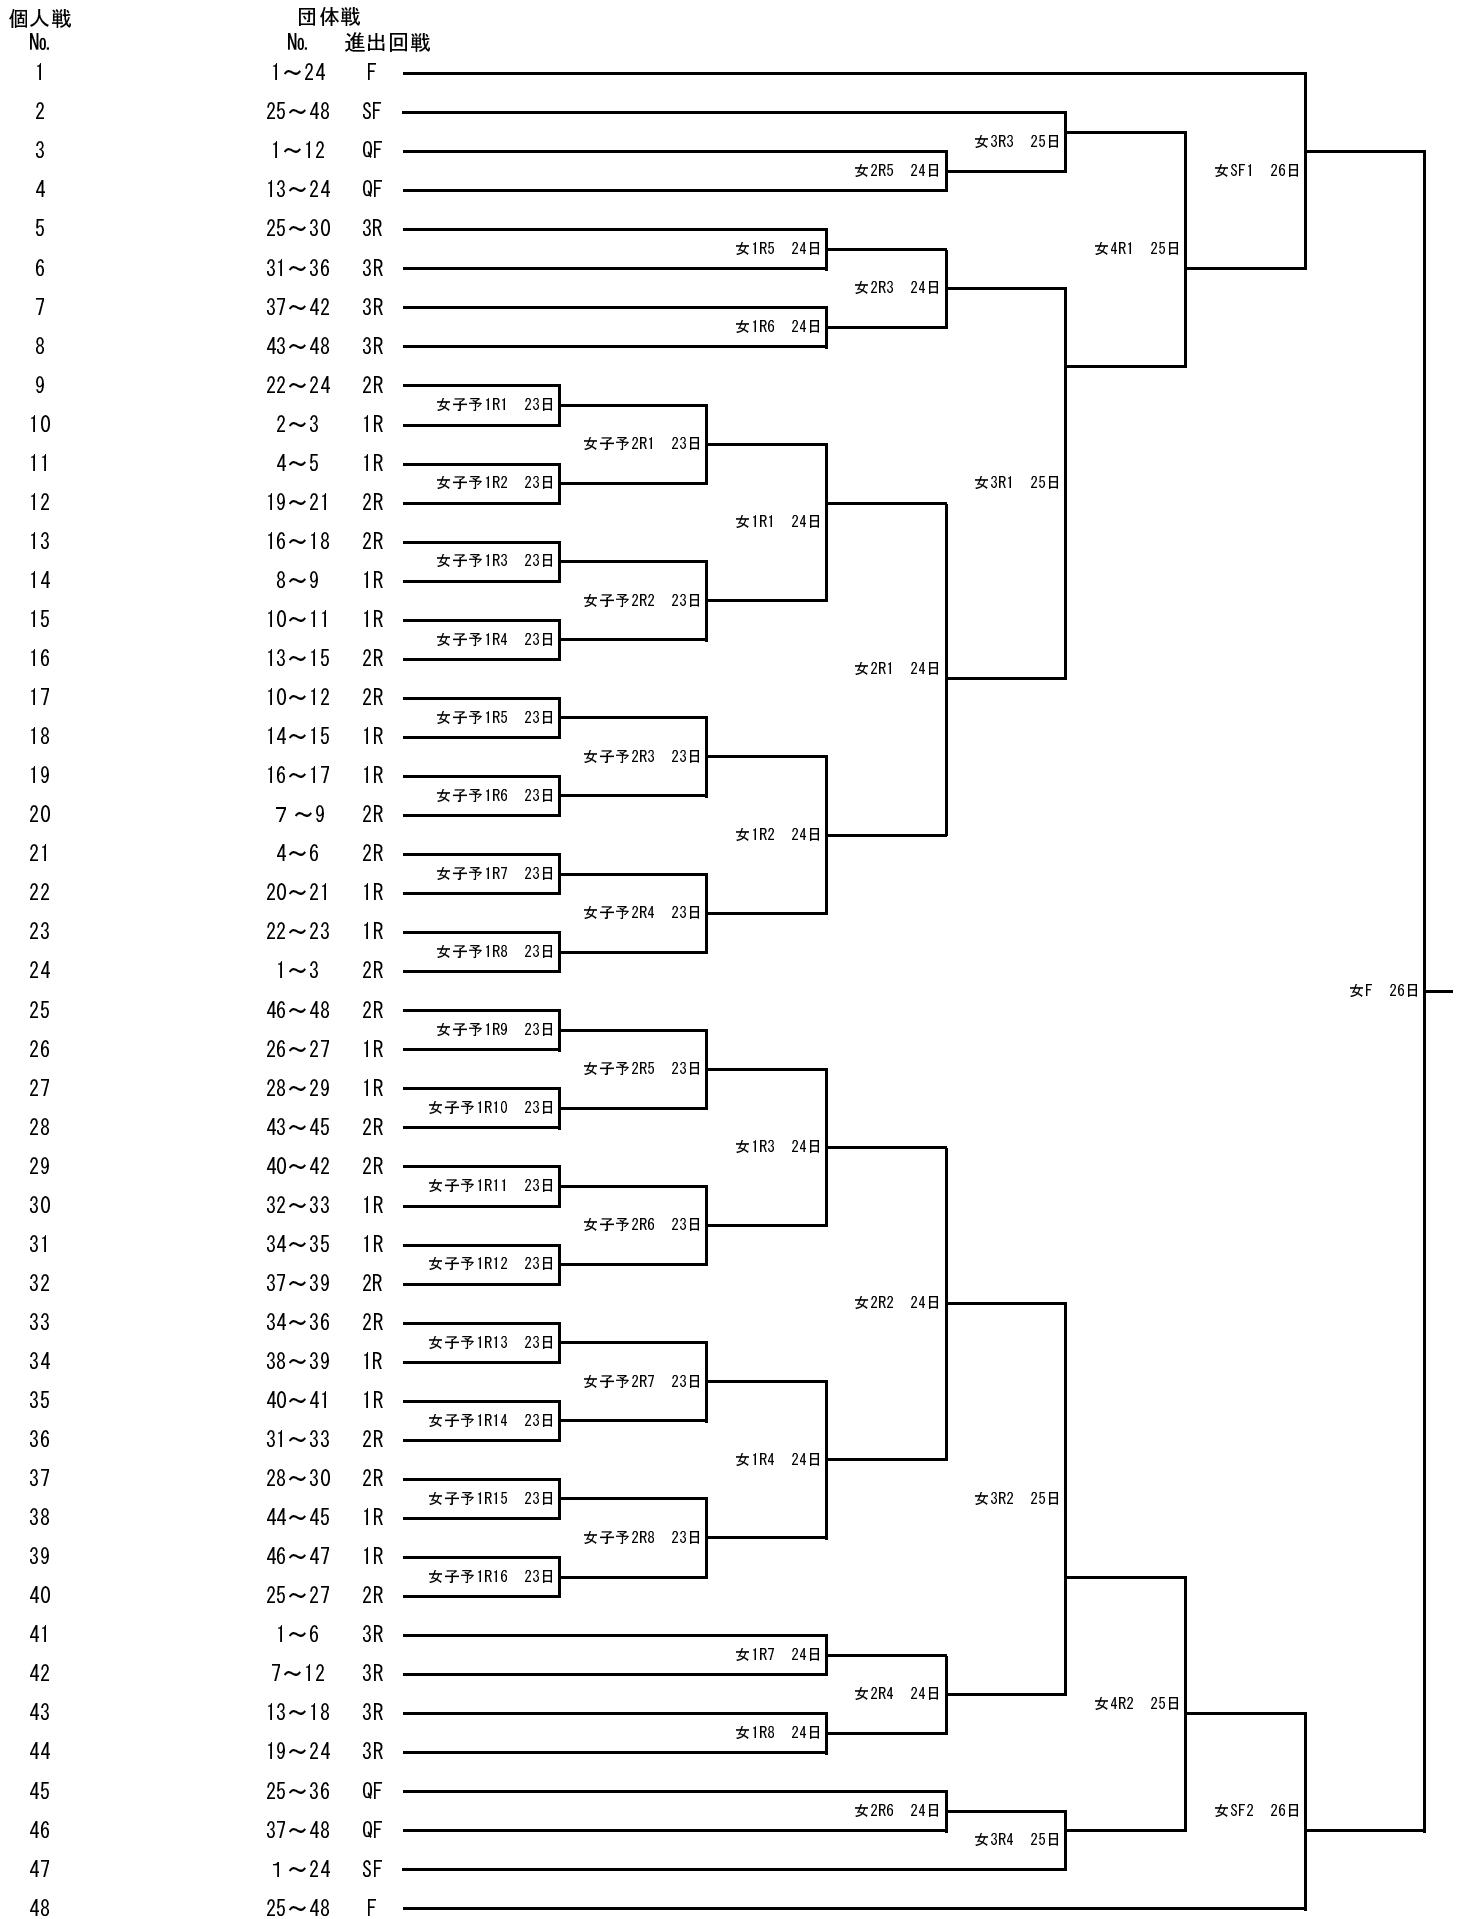 個人戦 団体戦
№ № 進出回戦
1 1～24 F
2 25～48 SF
女3R3 25日
3 1～12 QF
女2R5 24日 女SF1 26日
4 13～24 QF
5 25～30 3R
女1R5 24日 女4R1 25日
6 31～36 3R
女2R3 24日
7 37～42 3R
女1R6 24日
8 43～48 3R
9 22～24 2R
女子予1R1 23日
10 2～3 1R
女子予2R1 23日
11 4～5 1R
女子予1R2 23日 女3R1 25日
12 19～21 2R
女1R1 24日
13 16～18 2R
女子予1R3 23日
14 8～9 1R
女子予2R2 23日
15 10～11 1R
女子予1R4 23日
16 13～15 2R
女2R1 24日
17 10～12 2R
女子予1R5 23日
18 14～15 1R
女子予2R3 23日
19 16～17 1R
女子予1R6 23日
20 ７～9 2R
女1R2 24日
21 4～6 2R
女子予1R7 23日
22 20～21 1R
女子予2R4 23日
23 22～23 1R
女子予1R8 23日
24 1～3 2R
女F 26日
25 46～48 2R
女子予1R9 23日
26 26～27 1R
女子予2R5 23日
27 28～29 1R
女子予1R10 23日
28 43～45 2R
女1R3 24日
29 40～42 2R
女子予1R11 23日
30 32～33 1R
女子予2R6 23日
31 34～35 1R
女子予1R12 23日
32 37～39 2R
女2R2 24日
33 34～36 2R
女子予1R13 23日
34 38～39 1R
女子予2R7 23日
35 40～41 1R
女子予1R14 23日
36 31～33 2R
女1R4 24日
37 28～30 2R
女子予1R15 23日 女3R2 25日
38 44～45 1R
女子予2R8 23日
39 46～47 1R
女子予1R16 23日
40 25～27 2R
41 1～6 3R
女1R7 24日
42 7～12 3R
女2R4 24日 女4R2 25日
43 13～18 3R
女1R8 24日
44 19～24 3R
45 25～36 QF
女2R6 24日 女SF2 26日
46 37～48 QF
女3R4 25日
47 １～24 SF
48 25～48 F